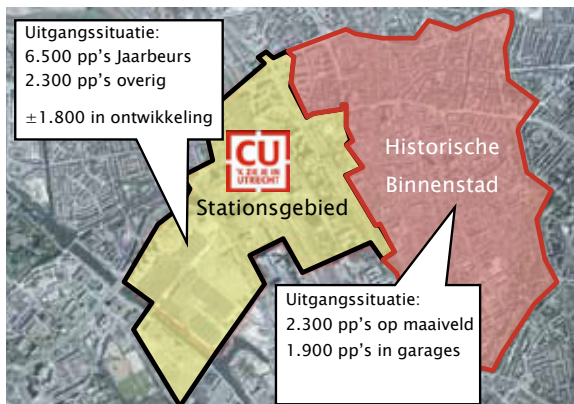 Uitgangssituatie:
6.500 pp's Jaarbeurs
2.300 pp's overig
±1.800 in ontwikkeling
CU
'K ZIE JE IN
UTRECHT
Stationsgebied
Historische
Binnenstad
Uitgangssituatie:
2.300 pp's op maaiveld
1.900 pp's in garages